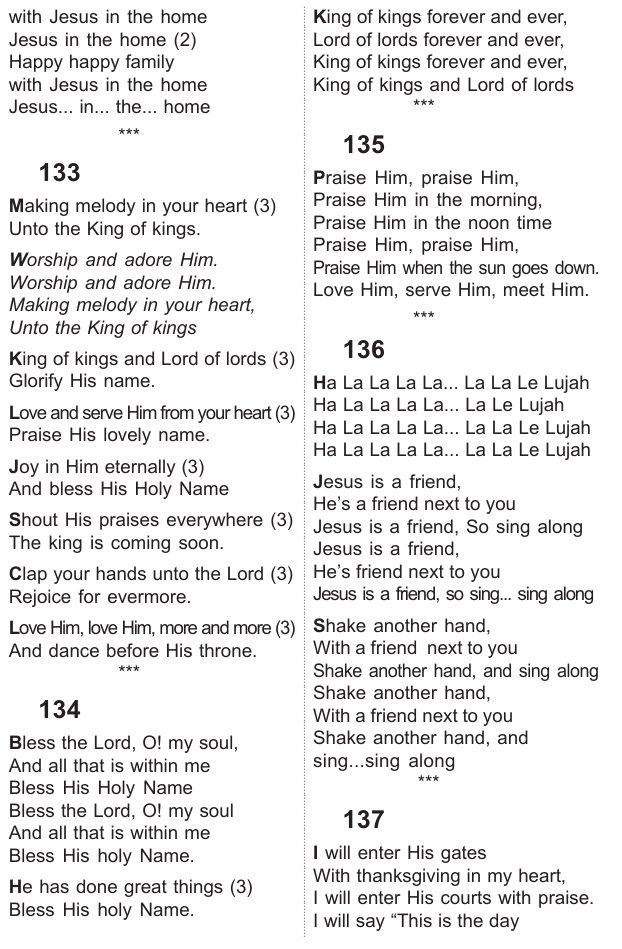 with Jesus in the home
Jesus in the home (2)
Happy happy family
with Jesus in the home
Jesus... in... the... home
***
133
Making melody in your heart (3)
Unto the King of kings.
Worship and adore Him.
Worship and adore Him.
Making melody in your heart,
Unto the King of kings
King of kings and Lord of lords (3)
Glorify His name.
Love and serve Him from your heart (3)
Praise His lovely name.
Joy in Him eternally (3)
And bless His Holy Name
Shout His praises everywhere (3)
The king is coming soon.
Clap your hands unto the Lord (3)
Rejoice for evermore.
Love Him, love Him, more and more (3)
And dance before His throne.
***
134
Bless the Lord, O! my soul,
And all that is within me
Bless His Holy Name
Bless the Lord, O! my soul
And all that is within me
Bless His holy Name.
He has done great things (3)
Bless His holy Name.
King of kings forever and ever,
Lord of lords forever and ever,
King of kings forever and ever,
King of kings and Lord of lords
***
135
Praise Him, praise Him,
Praise Him in the morning,
Praise Him in the noon time
Praise Him, praise Him,
Praise Him when the sun goes down.
Love Him, serve Him, meet Him.
***
136
Ha La La La La... La La Le Lujah
Ha La La La La... La Le Lujah
Ha La La La La... La La Le Lujah
Ha La La La La... La La Le Lujah
Jesus is a friend,
He's a friend next to you
Jesus is a friend, So sing along
Jesus is a friend,
He's friend next to you
Jesus is a friend, so sing... sing along
Shake another hand,
With a friend next to you
Shake another hand, and sing along
Shake another hand,
With a friend next to you
Shake another hand, and
sing...sing along
***
137
I will enter His gates
With thanksgiving in my heart,
I will enter His courts with praise.
I will say “This is the day